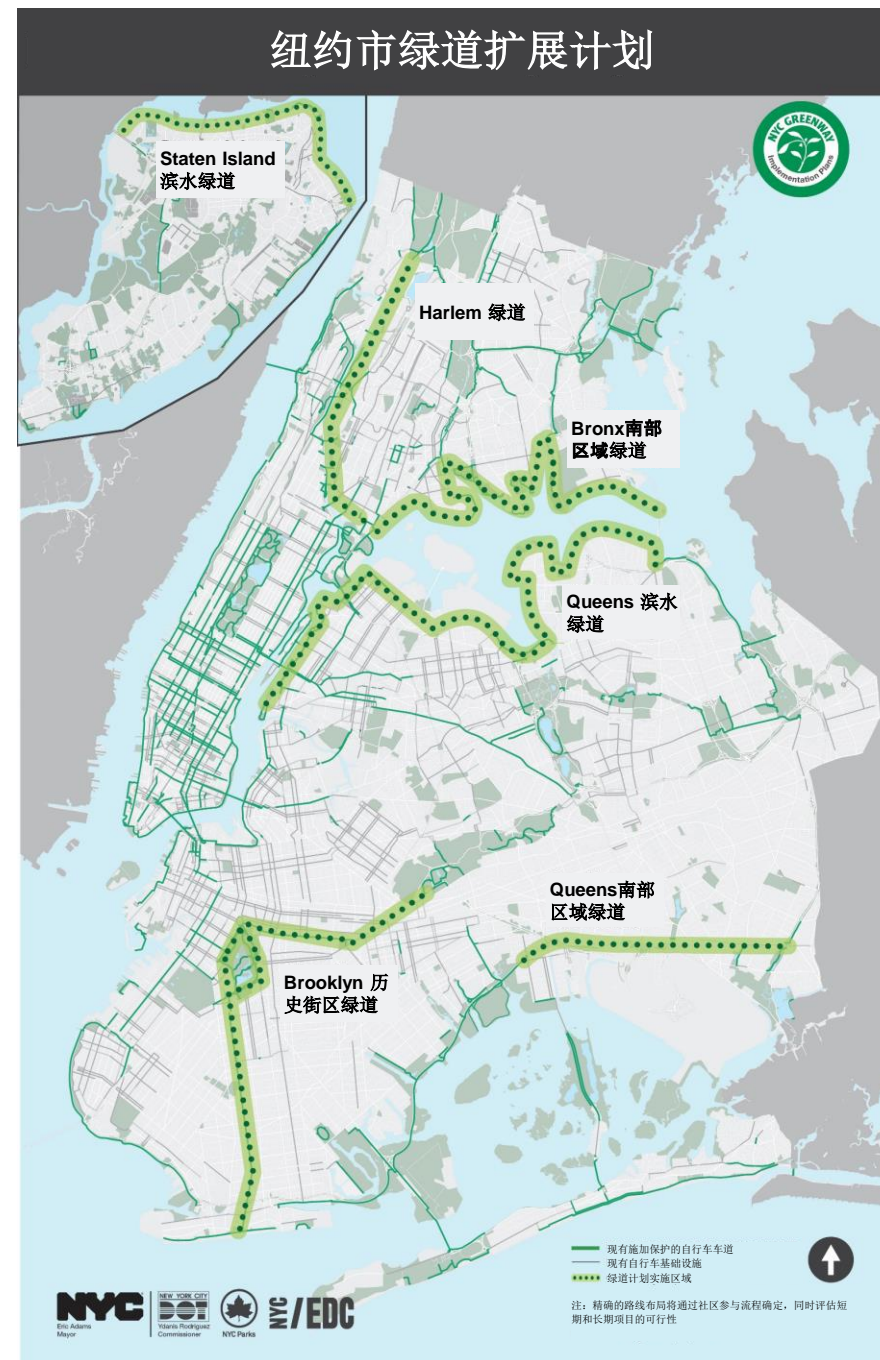 纽约市绿道扩展计划
NYC GREENWAY
Implementation Plans
Staten Island
滨水绿道
Harlem 绿道
Bronx南部
区域绿道
Queens 滨水
绿道
Queens南部
区域绿道
Brooklyn 历
史街区绿道
现有施加保护的自行车车道
现有自行车基础设施
绿道计划实施区域
注：精确的路线布局将通过社区参与流程确定，同时评估短
期和长期项目的可行性
NYC
Eric Adams
Mayor
NEW YORK CITY
DOT
Ydanis Rodriguez
Commissioner
NYC Parks
NYC/EDC